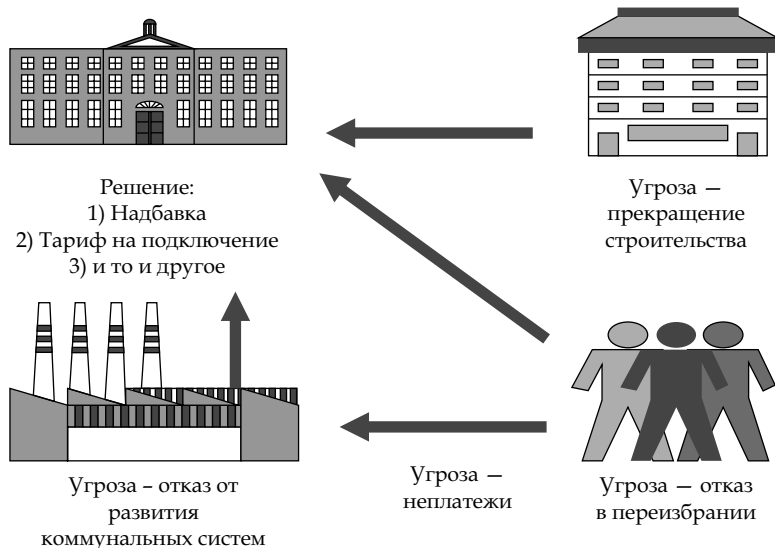 Решение:
1) Надбавка
2) Тариф на подключение
3) и то и другое
Угроза —
прекращение
строительства
Угроза – отказ от
развития
коммунальных систем
Угроза —
неплатежи
Угроза — отказ
в переизбрании